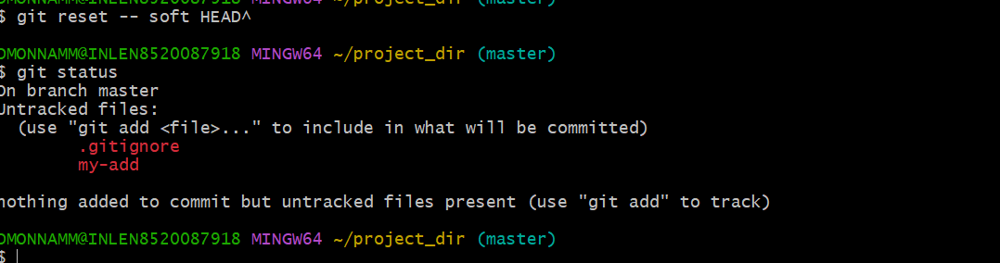 $ git reset -- soft HEAD^
DMONNAMM@INLEN8520087918 MINGW64 ~/project_dir (master)
$ git status
On branch master
Untracked files:
(use "git add <file>..." to include in what will be committed)
.gitignore
my-add
nothing added to commit but untracked files present (use "git add" to track)
DMONNAMM@INLEN8520087918 MINGW64 ~/project_dir (master)
$